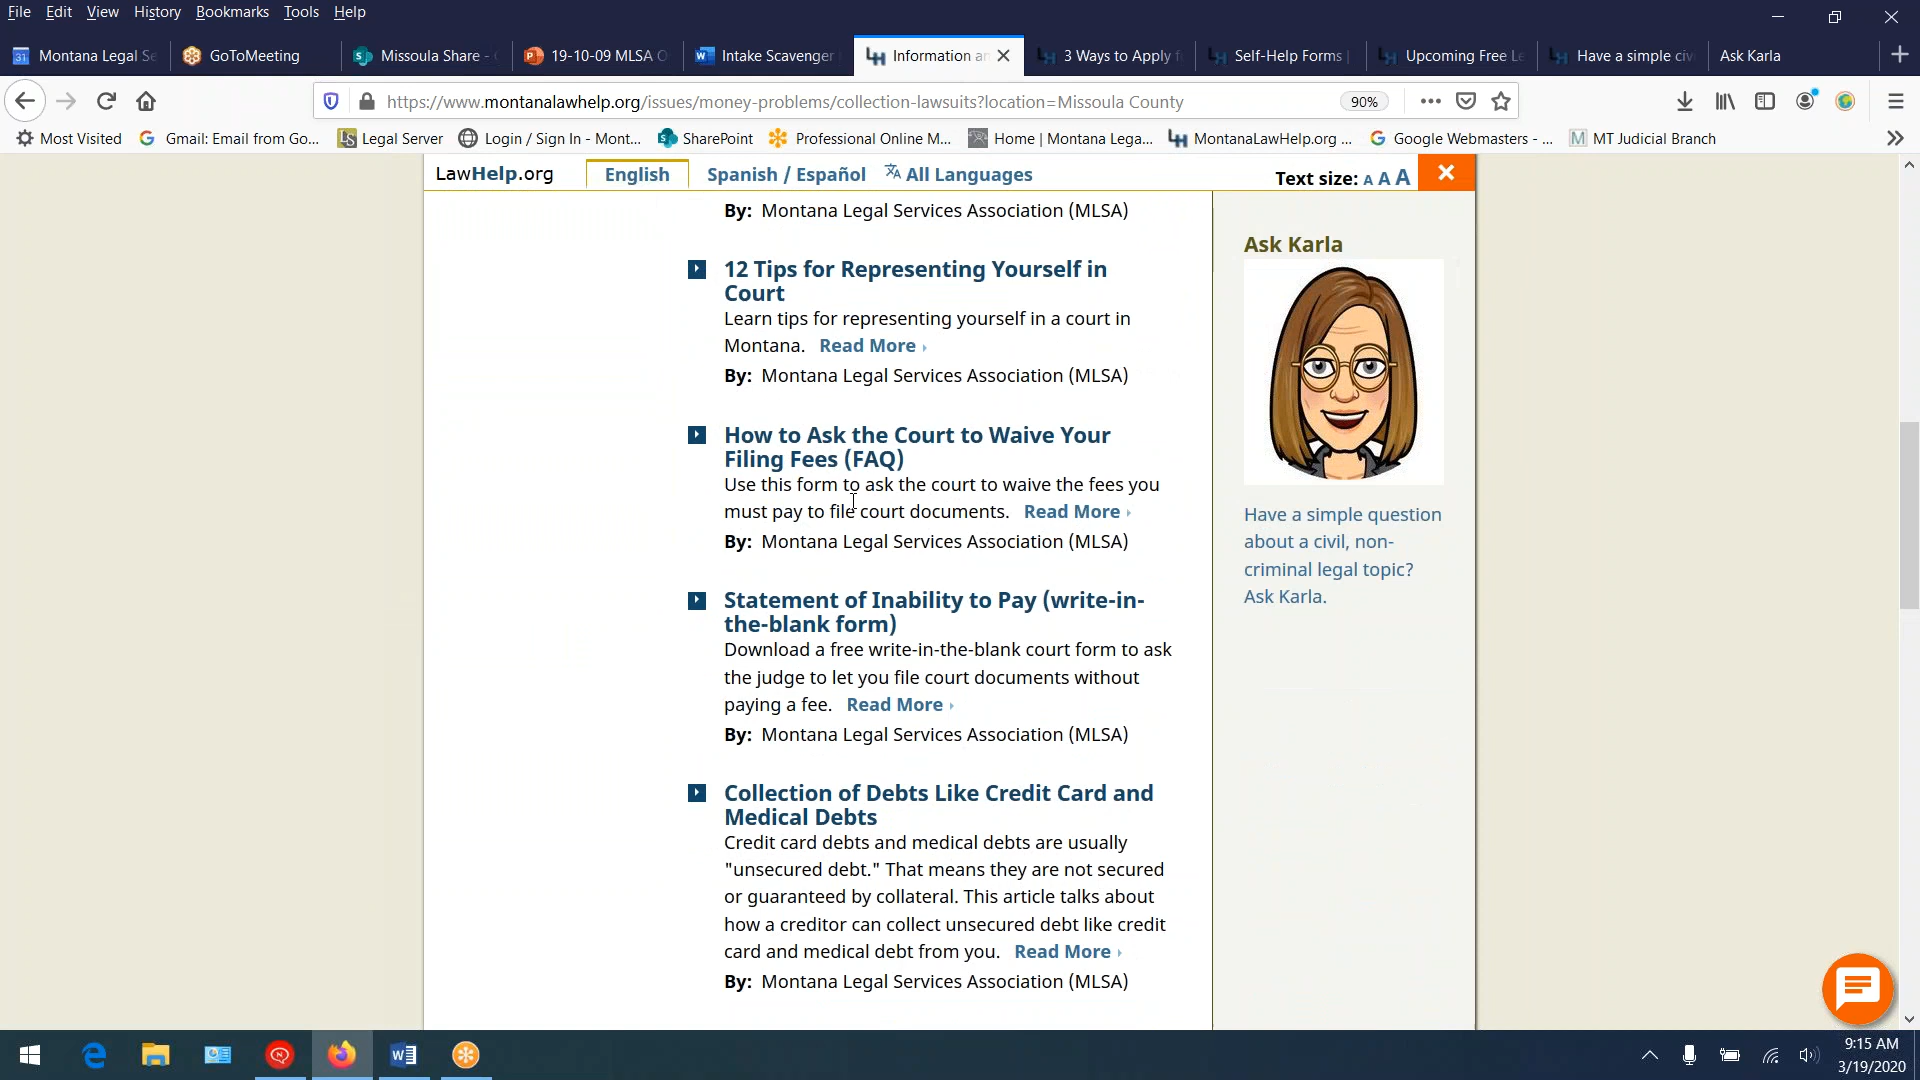 File Edit View History Bookmarks Tools Help
31 Montana Legal Se
GoToMeeting
Missoula Share -
19-10-09 MLSA O
Intake Scavenger
Information an
3 Ways to Apply f
Self-Help Forms |
Upcoming Free Le
Have a simple civ
Ask Karla
https://www.montanalawhelp.org/issues/money-problems/collection-lawsuits?location=Missoula County
90%
Most Visited
Gmail: Email from Go...
Legal Server
Login / Sign In - Mont...
SharePoint
Professional Online M...
Home | Montana Lega...
MontanaLawHelp.org ...
Google Webmasters - ...
MT Judicial Branch
LawHelp.org
English
Spanish / Español
All Languages
Text size: A A A
By: Montana Legal Services Association (MLSA)
12 Tips for Representing Yourself in
Court
Learn tips for representing yourself in a court in
Montana. Read More
By: Montana Legal Services Association (MLSA)
How to Ask the Court to Waive Your
Filing Fees (FAQ)
Use this form to ask the court to waive the fees you
must pay to file court documents. Read More
By: Montana Legal Services Association (MLSA)
Statement of Inability to Pay (write-in-
the-blank form)
Download a free write-in-the-blank court form to ask
the judge to let you file court documents without
paying a fee. Read More
By: Montana Legal Services Association (MLSA)
Collection of Debts Like Credit Card and
Medical Debts
Credit card debts and medical debts are usually
"unsecured debt." That means they are not secured
or guaranteed by collateral. This article talks about
how a creditor can collect unsecured debt like credit
card and medical debt from you. Read More
By: Montana Legal Services Association (MLSA)
Ask Karla
Have a simple question
about a civil, non-
criminal legal topic?
Ask Karla.
9:15 AM
3/19/2020